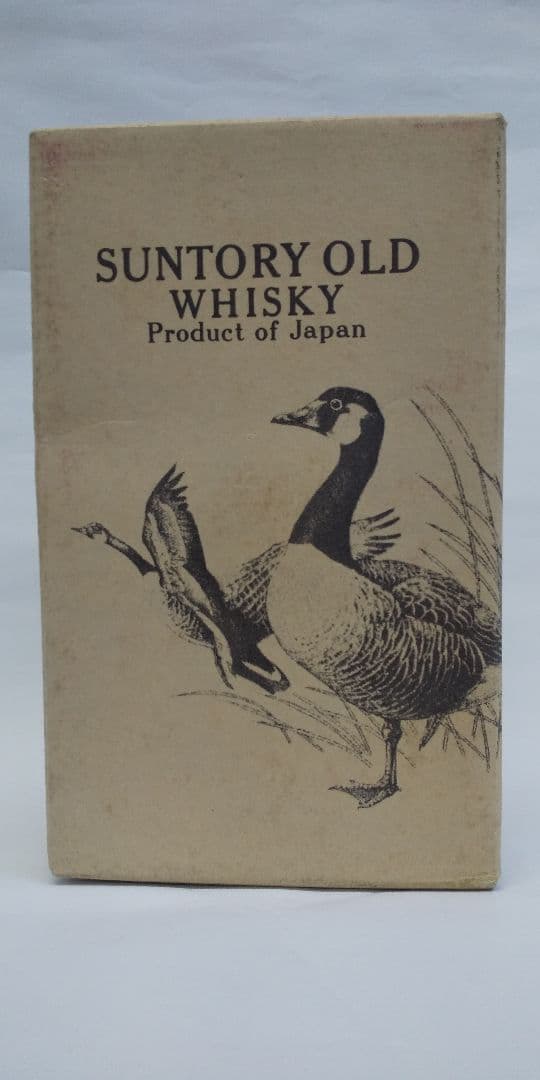 SUNTORY OLD
WHISKY
Product of Japan